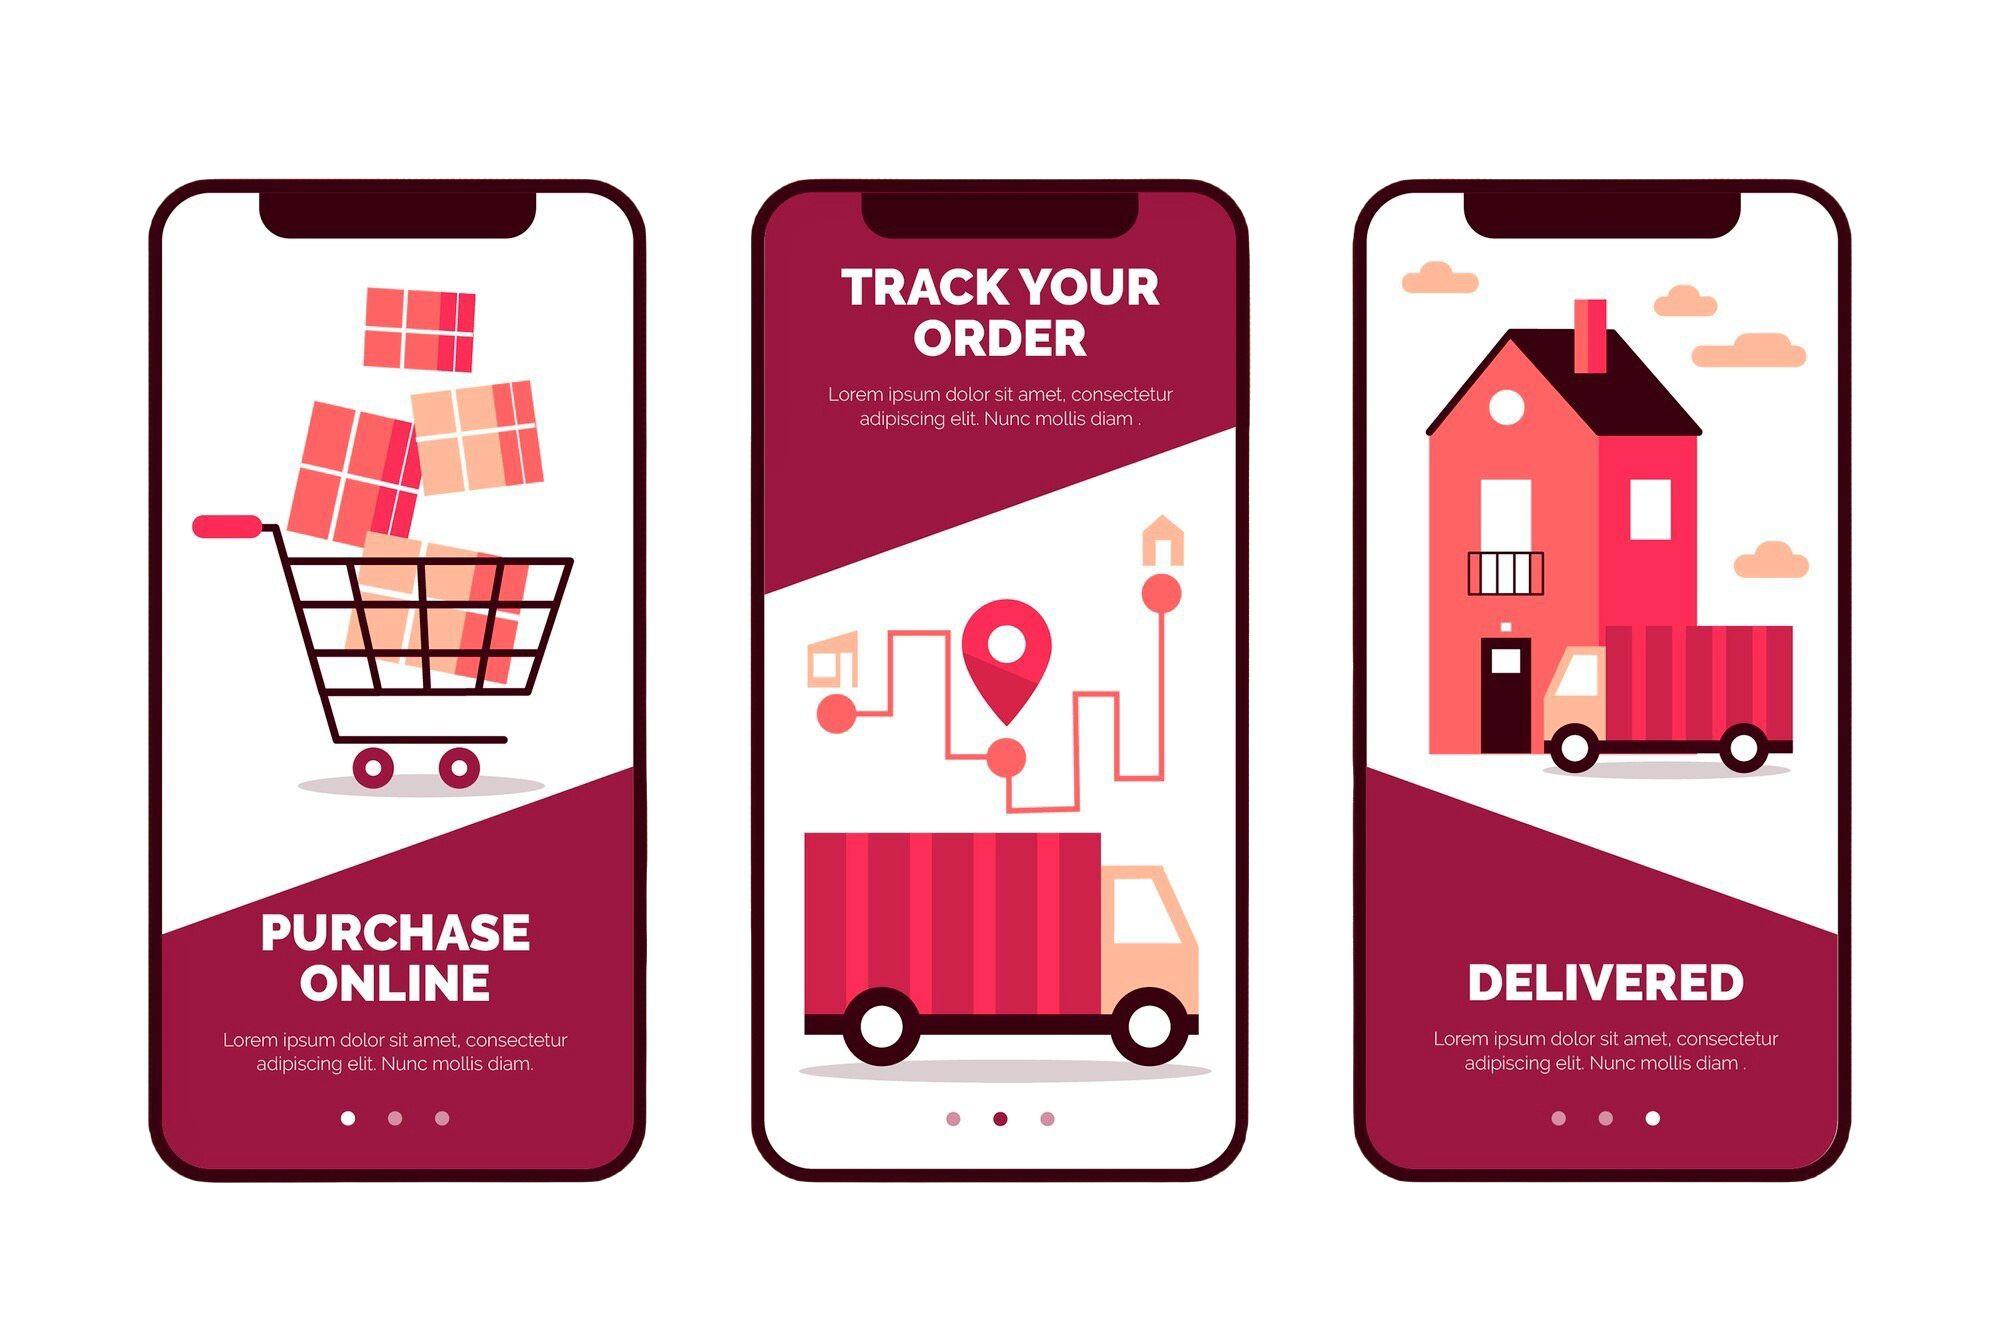 PURCHASE
ONLINE
Lorem ipsum dolor sit amet, consectetur
adipiscing elit. Nunc mollis diam.
TRACK YOUR
ORDER
Lorem ipsum dolor sit amet, consectetur
adipiscing elit. Nunc mollis diam .
DELIVERED
Lorem ipsum dolor sit amet, consectetur
adipiscing elit. Nunc mollis diam .